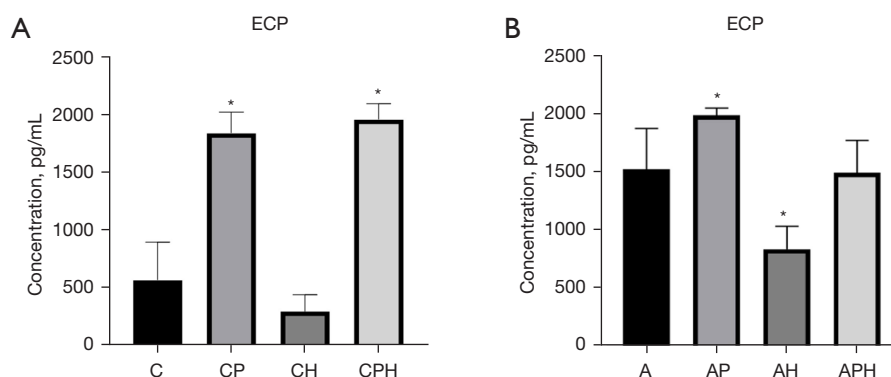 A
ECP
2500
2000
1500
1000
500
0
Concentration, pg/mL
*
*
C CP CH CPH
B
ECP
2500
2000
1500
1000
500
0
Concentration, pg/mL
*
*
A AP AH APH